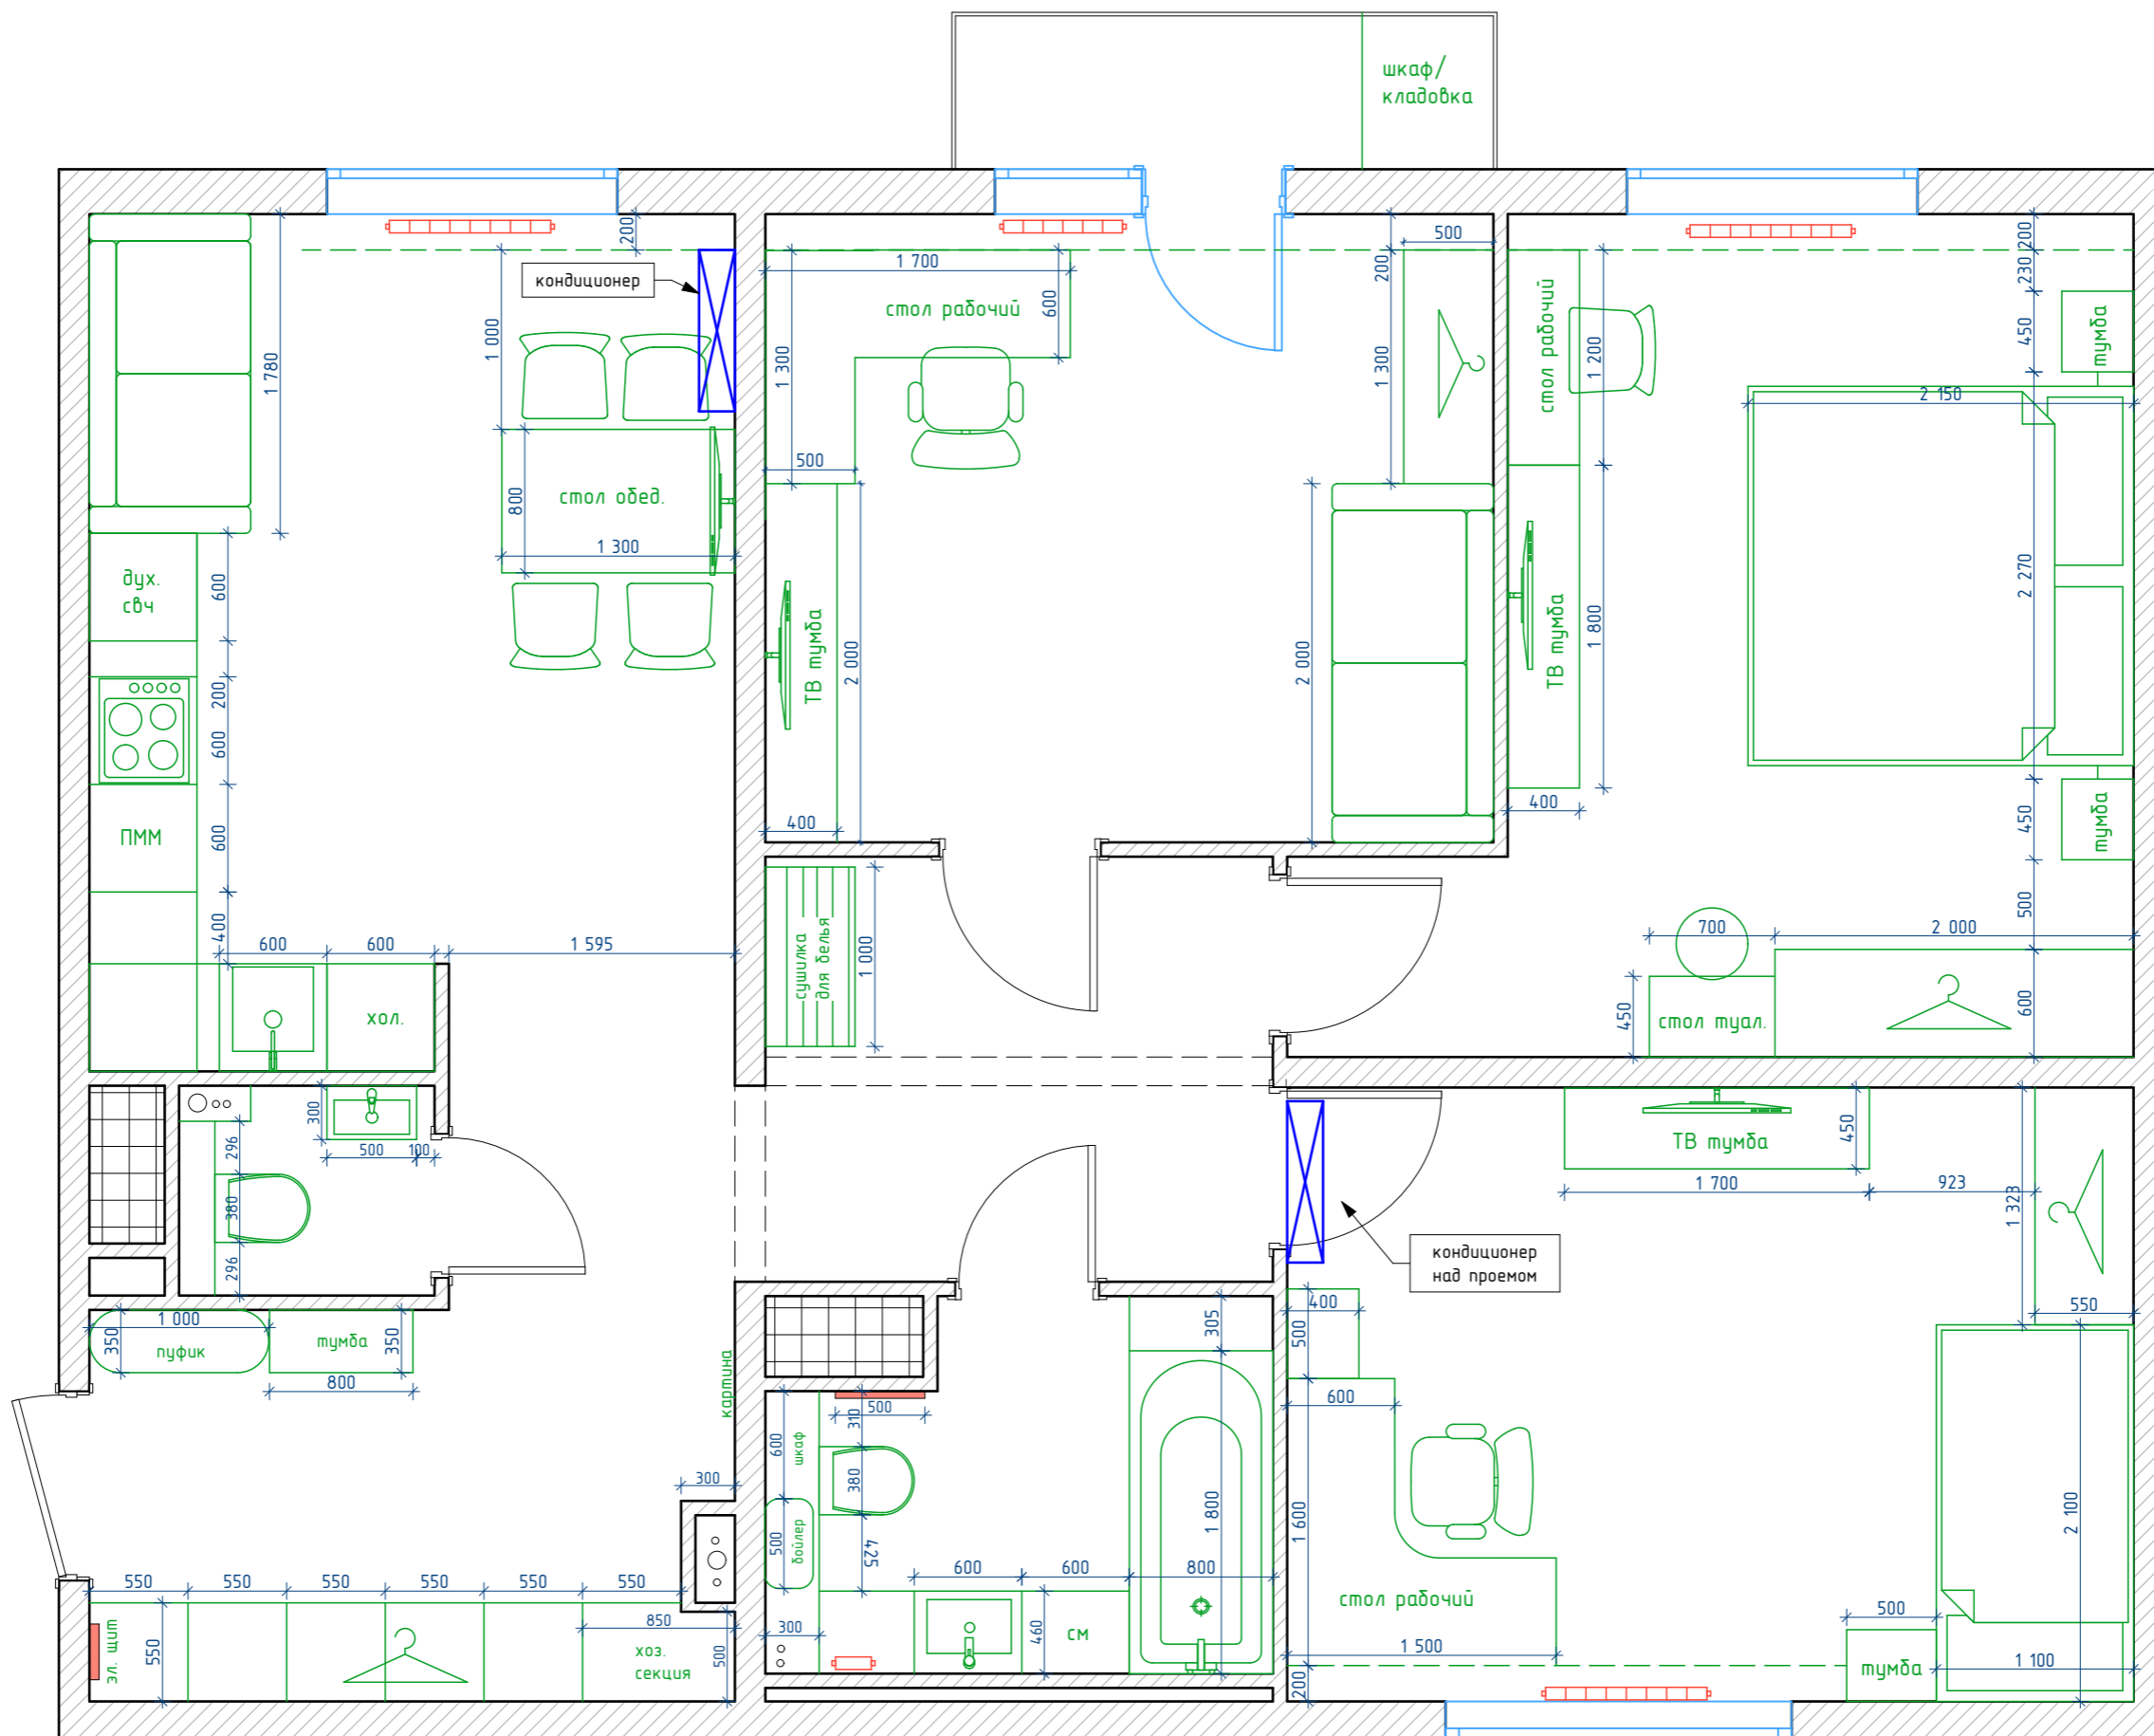 шкаф/
кладовка
200
кондиционер
1 000
1 780
стол обед.
800
1 300
дух.
свч
600
200
600
ПММ
600
400
600
600
1 595
хол.
1 700
стол рабочий
600
1 300
500
500
200
1 300
ТВ тумба
2 000
400
2 000
стол рабочий
1 200
ТВ тумба
1 800
400
200
230
450
тумба
2 150
2 270
450
тумба
500
700
2 000
450
стол туал.
600
сушилка
для белья
1 000
300
500
100
296
380
296
1 000
350
пуфик
тумба
350
800
картина
300
550
550
550
550
550
550
эл. щит
550
850
хоз.
секция
500
500
310
600
шкаф
380
500
бойлер
425
300
600
600
800
460
СМ
305
1 800
ТВ тумба
450
1 700
923
1 323
550
кондиционер
над проемом
400
500
600
1 600
стол рабочий
1 500
200
500
тумба
1 100
2 100